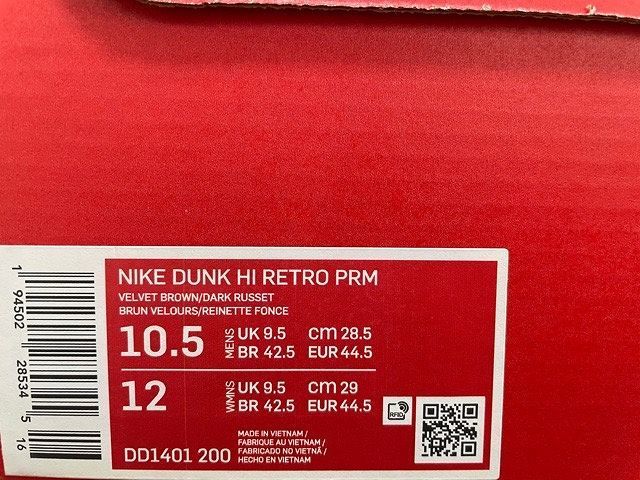 NIKE DUNK HI RETRO PRM
VELVET BROWN/DARK RUSSET
BRUN VELOURS/REINETTE FONCE
10.5 MENS UK 9.5 CM 28.5
BR 42.5 EUR 44.5
12 WMNS UK 9.5 CM 29
BR 42.5 EUR 44.5
RFID
DD1401 200
MADE IN VIETNAM /
FABRIQUE AU VIETNAM /
FABRICADO NO VIETNÃ /
HECHO EN VIETNAM
1 94502 28534 5 16